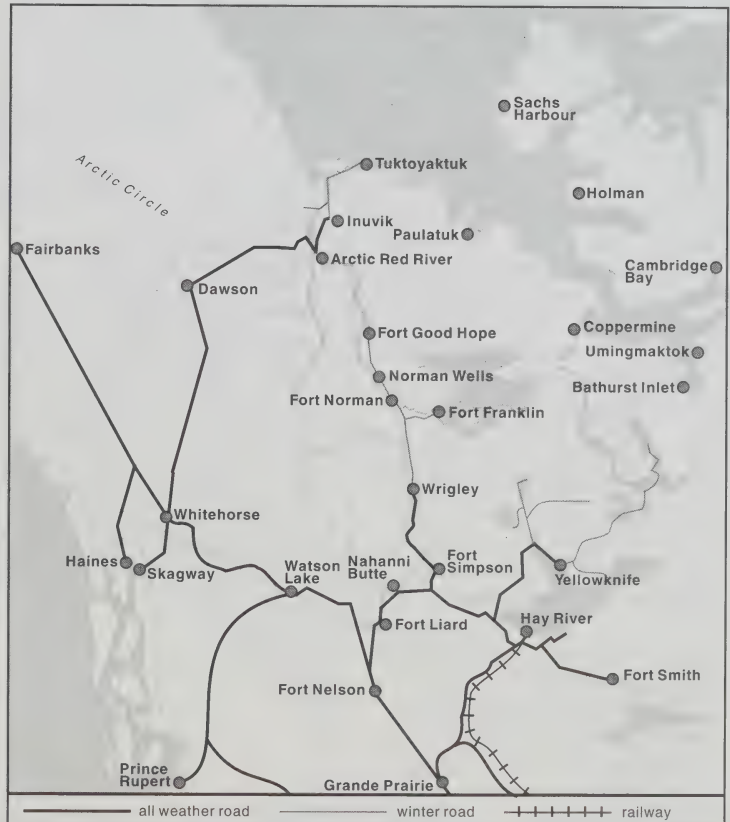 Sachs
Harbour
Tuktoyaktuk
Arctic Circle
Holman
Inuvik
Paulatuk
Fairbanks
Arctic Red River
Cambridge
Bay
Dawson
Coppermine
Fort Good Hope
Umingmaktok
Norman Wells
Bathurst Inlet
Fort Norman
Fort Franklin
Wrigley
Whitehorse
Haines
Skagway
Watson
Lake
Nahanni
Butte
Fort
Simpson
Yellowknife
Hay River
Fort Liard
Fort Smith
Fort Nelson
Prince
Rupert
Grande Prairie
all weather road
winter road
railway